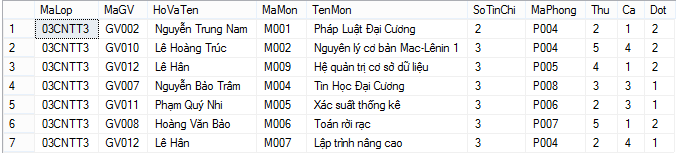 MaLop MaGV HoVaTen MaMon TenMon SoTinChi MaPhong Thu Ca Dot
1 03CNTT3 GV002 Nguyễn Trung Nam M001 Pháp Luật Đại Cương 2 P004 2 1 2
2 03CNTT3 GV010 Lê Hoàng Trúc M002 Nguyên lý cơ bản Mac-Lênin 1 3 P004 5 4 2
3 03CNTT3 GV012 Lê Hân M009 Hệ quản trị cơ sở dữ liệu 3 P005 4 1 2
4 03CNTT3 GV007 Nguyễn Bảo Trâm M004 Tin Học Đại Cương 3 P008 3 3 1
5 03CNTT3 GV011 Phạm Quý Nhi M005 Xác suất thống kê 3 P006 2 3 1
6 03CNTT3 GV008 Hoàng Văn Bảo M006 Toán rời rạc 3 P007 5 1 2
7 03CNTT3 GV012 Lê Hân M007 Lập trình nâng cao 3 P004 2 4 1